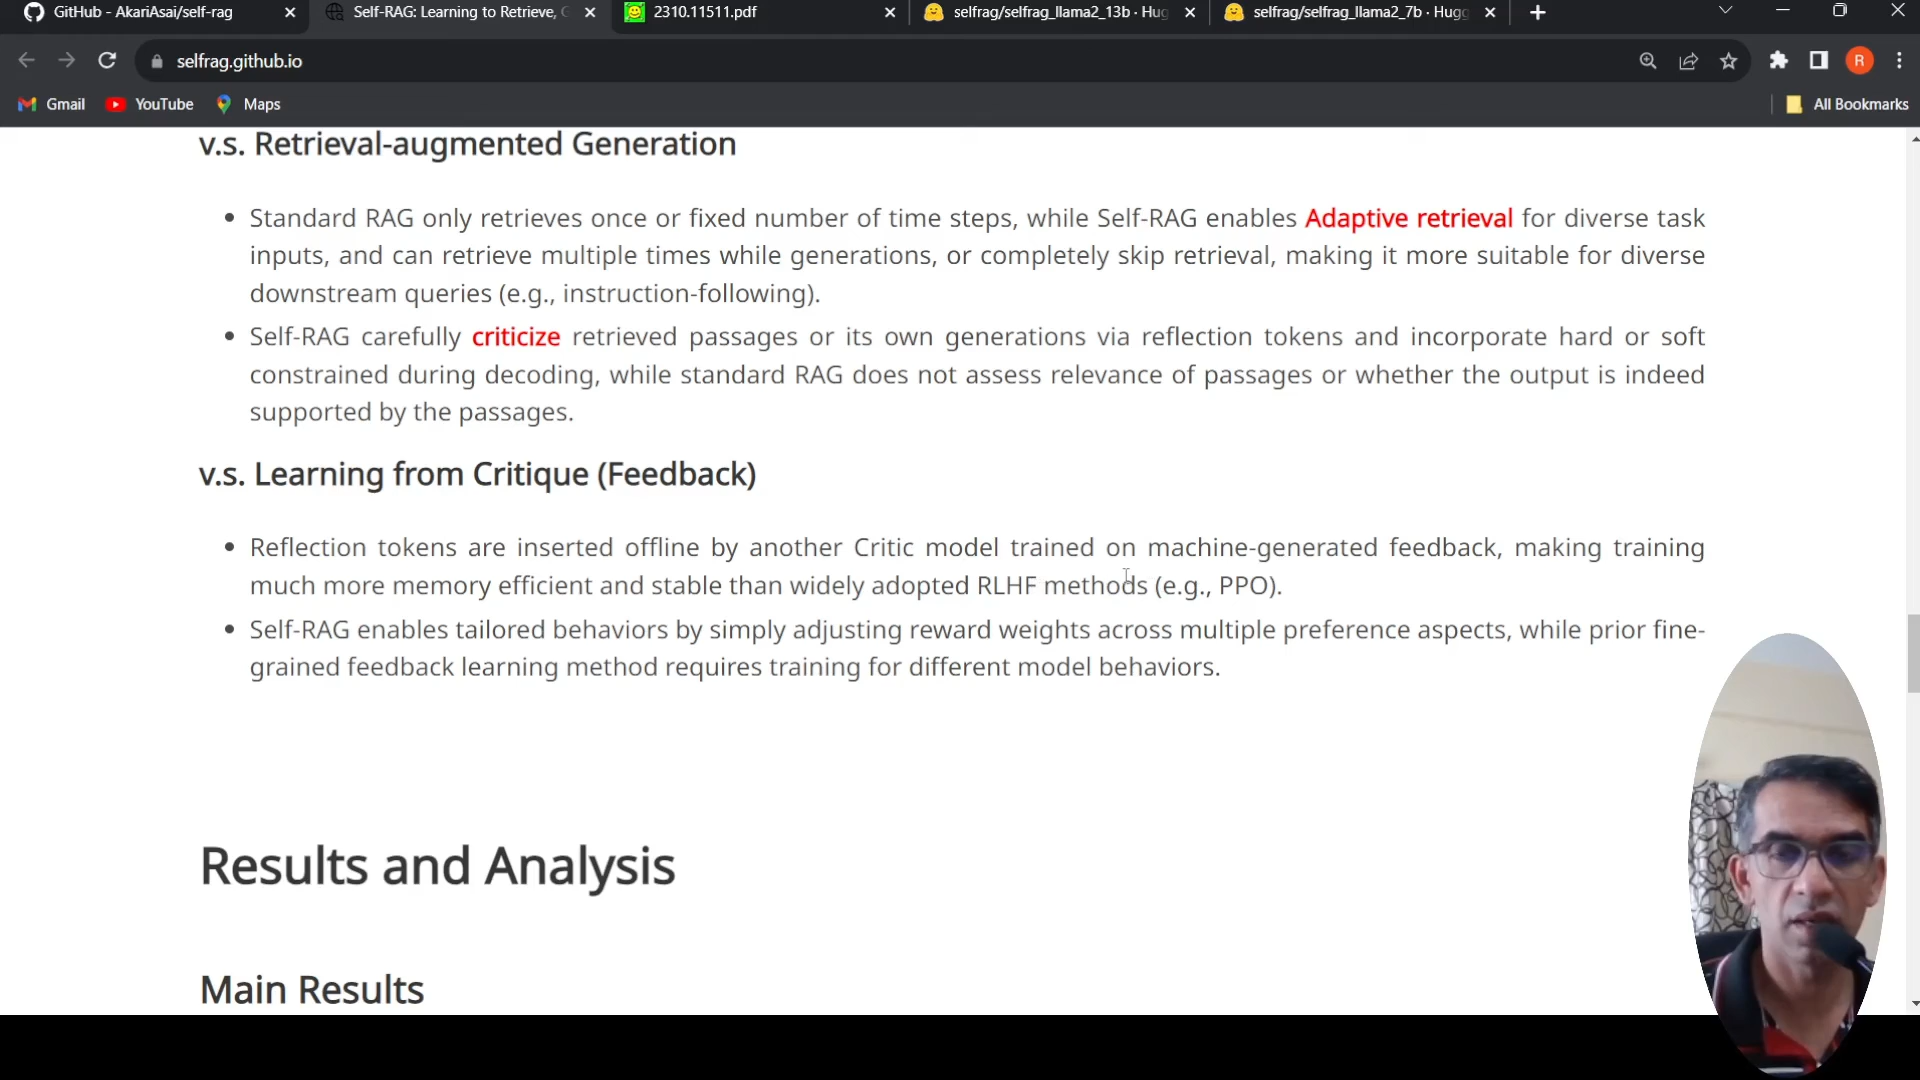 GitHub - AkariAsai/self-rag
Self-RAG: Learning to Retrieve, G
2310.11511.pdf
selfrag/selfrag_llama2_13b · Hug
selfrag/selfrag_llama2_7b · Hugg
selfrag.github.io
R
Gmail
YouTube
Maps
All Bookmarks
v.s. Retrieval-augmented Generation
• Standard RAG only retrieves once or fixed number of time steps, while Self-RAG enables Adaptive retrieval for diverse task
inputs, and can retrieve multiple times while generations, or completely skip retrieval, making it more suitable for diverse
downstream queries (e.g., instruction-following).
• Self-RAG carefully criticize retrieved passages or its own generations via reflection tokens and incorporate hard or soft
constrained during decoding, while standard RAG does not assess relevance of passages or whether the output is indeed
supported by the passages.
v.s. Learning from Critique (Feedback)
• Reflection tokens are inserted offline by another Critic model trained on machine-generated feedback, making training
much more memory efficient and stable than widely adopted RLHF methods (e.g., PPO).
• Self-RAG enables tailored behaviors by simply adjusting reward weights across multiple preference aspects, while prior fine-
grained feedback learning method requires training for different model behaviors.
Results and Analysis
Main Results